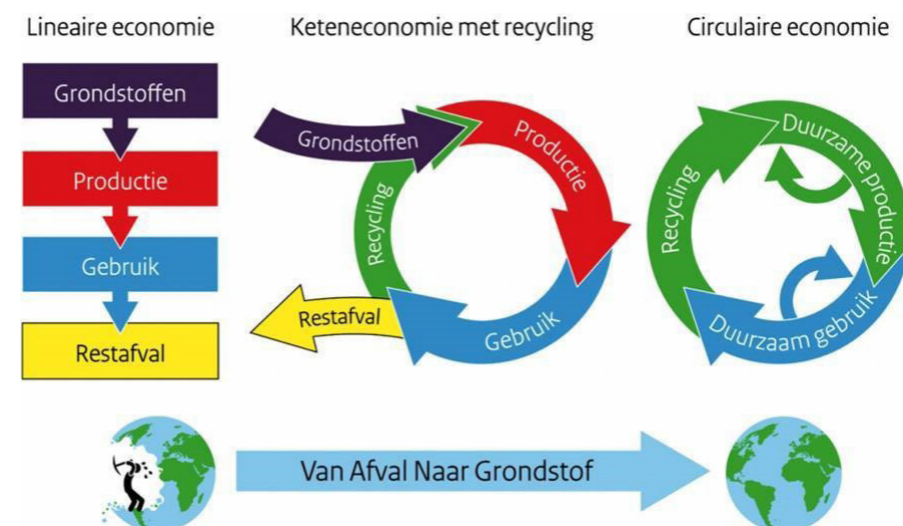 Lineaire economie
Grondstoffen
Productie
Gebruik
Restafval
Keteneconomie met recycling
Grondstoffen
Productie
Gebruik
Recycling
Restafval
Circulaire economie
Duurzame productie
Duurzaam gebruik
Recycling
Van Afval Naar Grondstof